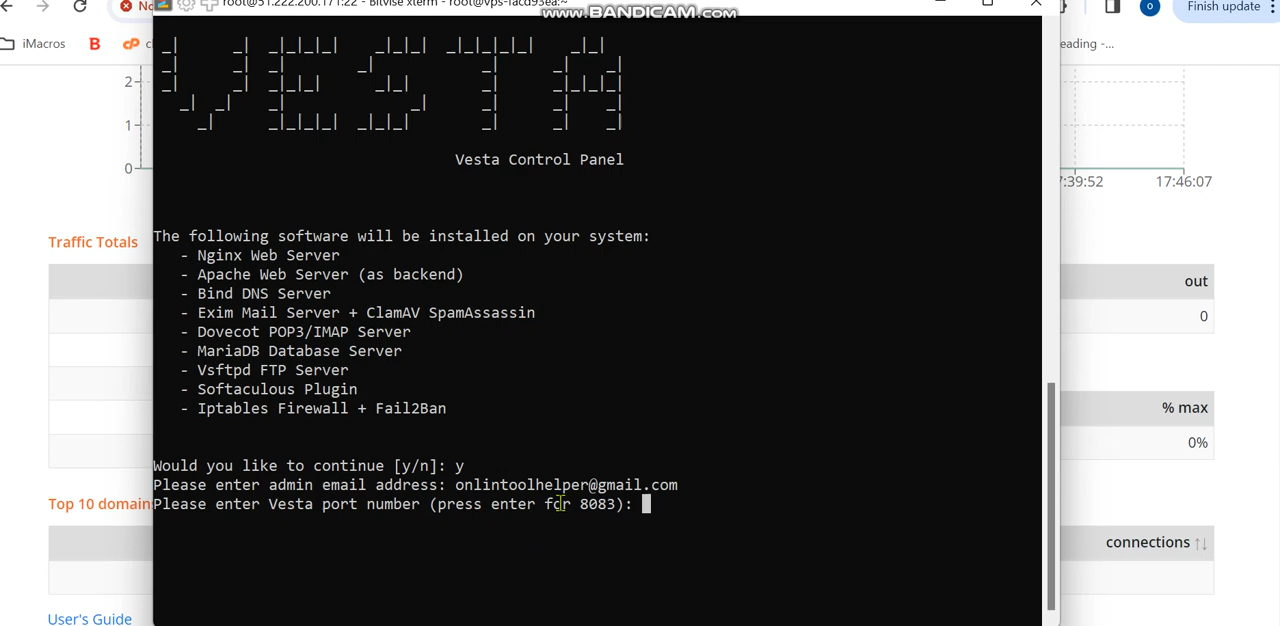 root@51.222.200.171:22 - Bitvise xterm - root@vps-facd93ea:~
www.BANDICAM.com
Finish update
iMacros
eading -...
VESTA
Vesta Control Panel
2
1
0
:39:52
17:46:07
The following software will be installed on your system:
- Nginx Web Server
- Apache Web Server (as backend)
- Bind DNS Server
- Exim Mail Server + ClamAV SpamAssassin
- Dovecot POP3/IMAP Server
- MariaDB Database Server
- Vsftpd FTP Server
- Softaculous Plugin
- Iptables Firewall + Fail2Ban
Traffic Totals
out
0
% max
0%
Would you like to continue [y/n]: y
Please enter admin email address: onlintoolhelper@gmail.com
Please enter Vesta port number (press enter for 8083):
Top 10 domain
connections
User's Guide